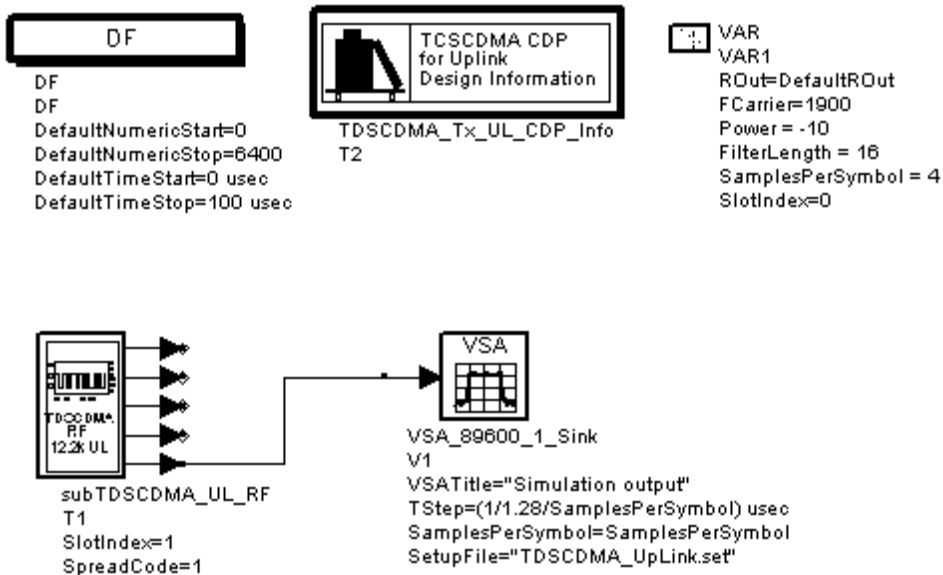 DF
DF
DF
DefaultNumericStart=0
DefaultNumericStop=6400
DefaultTimeStart=0 usec
DefaultTimeStop=100 usec
TCSCDMA CDP
for Uplink
Design Information
TDSCDMA_Tx_UL_CDP_Info
T2
VAR
VAR1
ROut=DefaultROut
FCarrier=1900
Power = -10
FilterLength = 16
SamplesPerSymbol = 4
SlotIndex=0
TDSCDMA
RF
12.2k UL
subTDSCDMA_UL_RF
T1
SlotIndex=1
SpreadCode=1
VSA
VSA_89600_1_Sink
V1
VSATitle="Simulation output"
TStep=(1/1.28/SamplesPerSymbol) usec
SamplesPerSymbol=SamplesPerSymbol
SetupFile="TDSCDMA_UpLink.set"